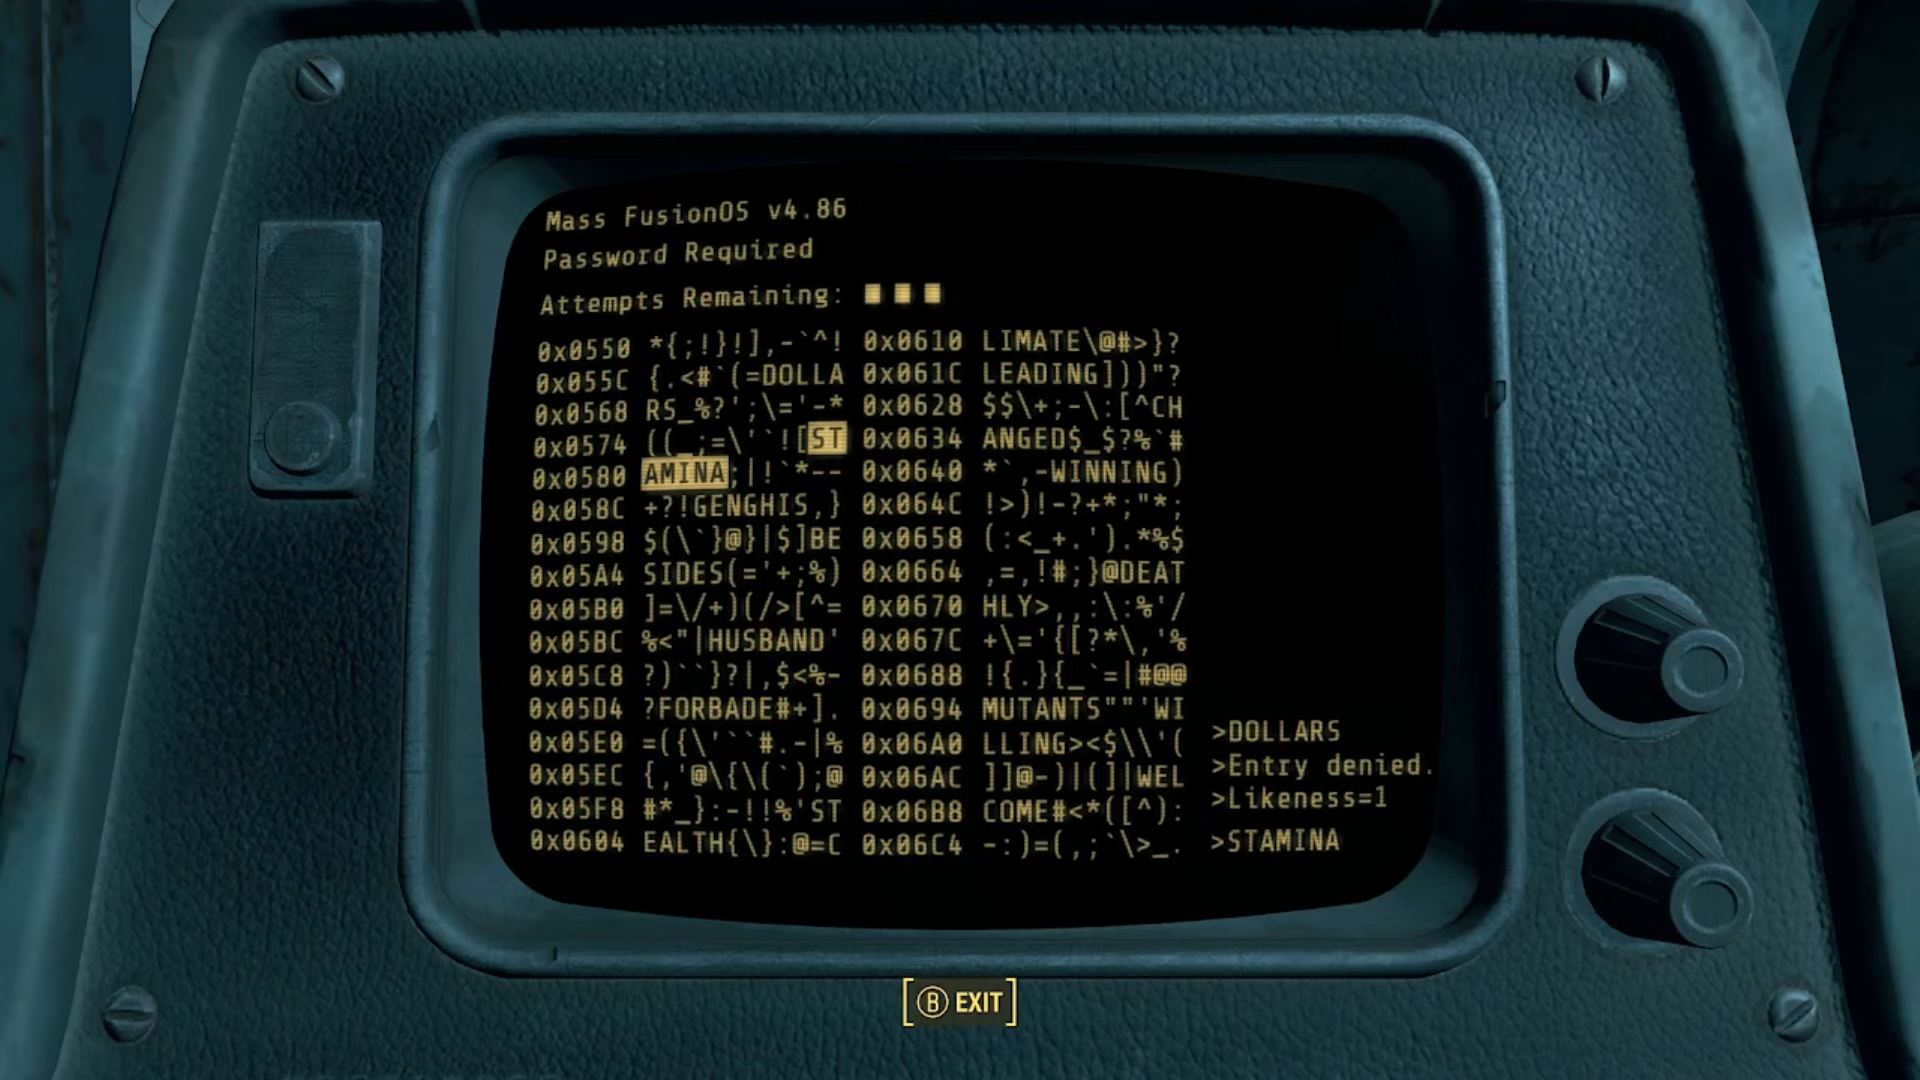 Mass FusionOS v4.86
Password Required
Attempts Remaining: ■ ■ ■
0x0550 *{;!}!],-`^!
0x055C {.<#`(=DOLLA
0x0568 RS_%?';\='-*
0x0574 ((_;=\'`![ST
0x0580 AMINA;|!`*--
0x058C +?!GENGHIS,}
0x0598 $(\`}@}|$]BE
0x05A4 SIDES(='+;%)
0x05B0 ]=\/+)(/>[^=
0x05BC %<"|HUSBAND'
0x05C8 ?)``}?|,$<%-
0x05D4 ?FORBADE#+].
0x05E0 =({\'``#.-|%
0x05EC {,'@\{\(`);@
0x05F8 #*_}:-!!%'ST
0x0604 EALTH{\}:@=C
0x0610 LIMATE\@#>}?
0x061C LEADING]))"?
0x0628 $$\+;-\:[^CH
0x0634 ANGED$_$?%`#
0x0640 *`,-WINNING)
0x064C !>)!-?+*;"*;
0x0658 (:<_+.').*%$
0x0664 ,=,!#;}@DEAT
0x0670 HLY>,,:\:%'/
0x067C +\='{[?*\,'%
0x0688 !{.}{_`=|#@@
0x0694 MUTANTS""'WI
0x06A0 LLING><$\\'(
0x06AC ]]@-)|(]|WEL
0x06B8 COME#<*([^):
0x06C4 -:)=(,;`\>_.
>DOLLARS
>Entry denied.
>Likeness=1
>STAMINA
B EXIT